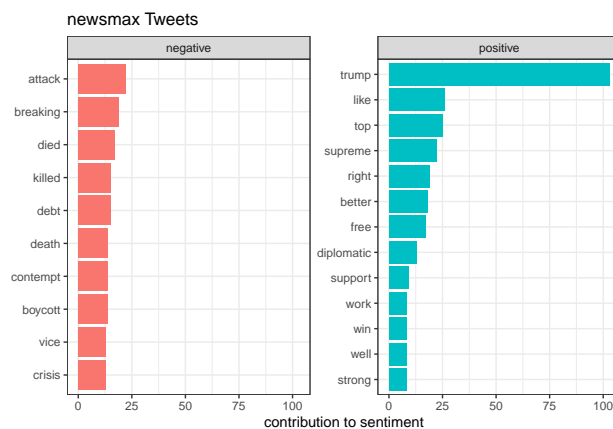 newsmax Tweets
negative
attack
breaking
died
killed
debt
death
contempt
boycott
vice
crisis
0 25 50 75 100
positive
trump
like
top
supreme
right
better
free
diplomatic
support
work
win
well
strong
0 25 50 75 100
contribution to sentiment